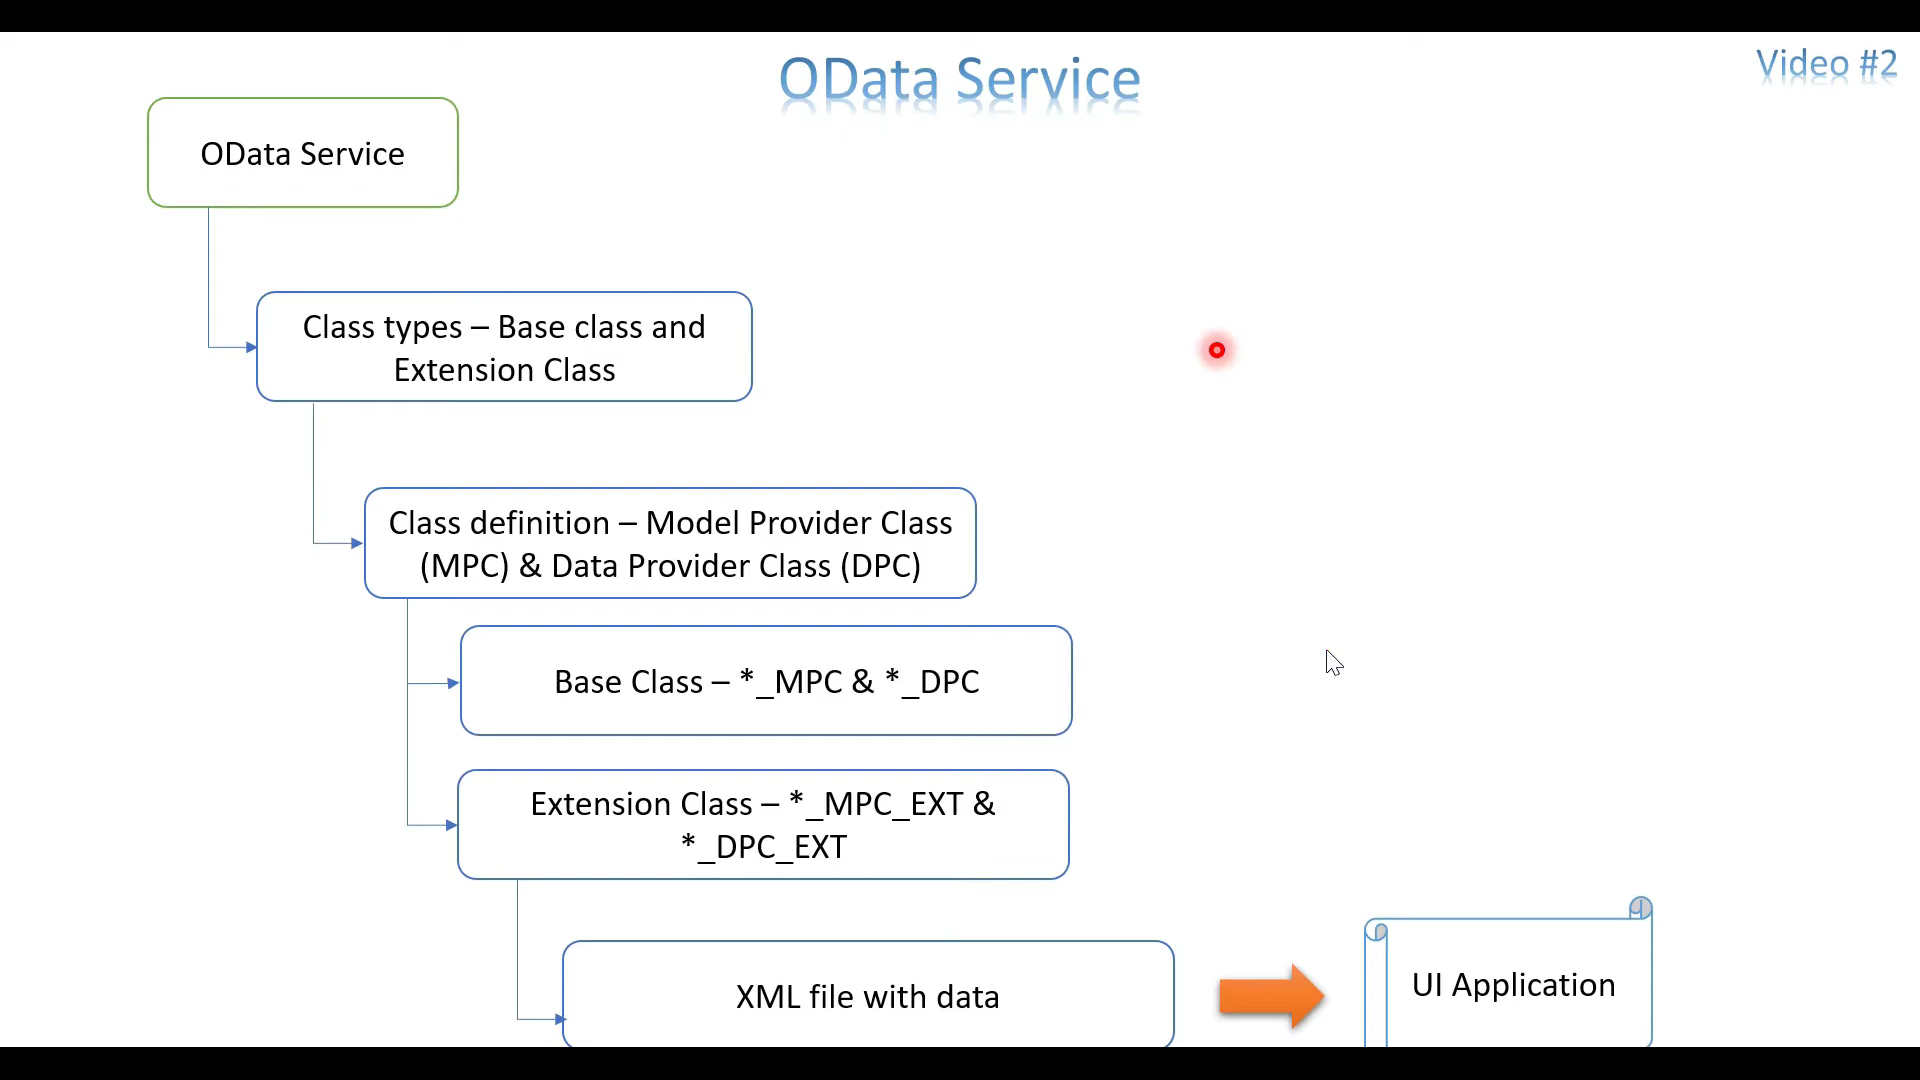 OData Service
Video #2
OData Service
Class types – Base class and
Extension Class
Class definition – Model Provider Class
(MPC) & Data Provider Class (DPC)
Base Class – *_MPC & *_DPC
Extension Class – *_MPC_EXT &
*_DPC_EXT
XML file with data
UI Application